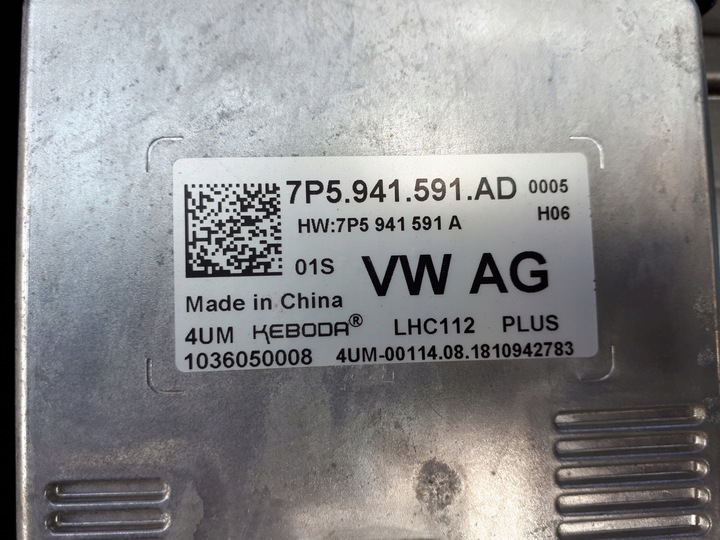 7P5.941.591.AD 0005
HW:7P5 941 591 A H06
01S VW AG
Made in China
4UM KEBODA® LHC112 PLUS
1036050008 4UM-00114.08.1810942783